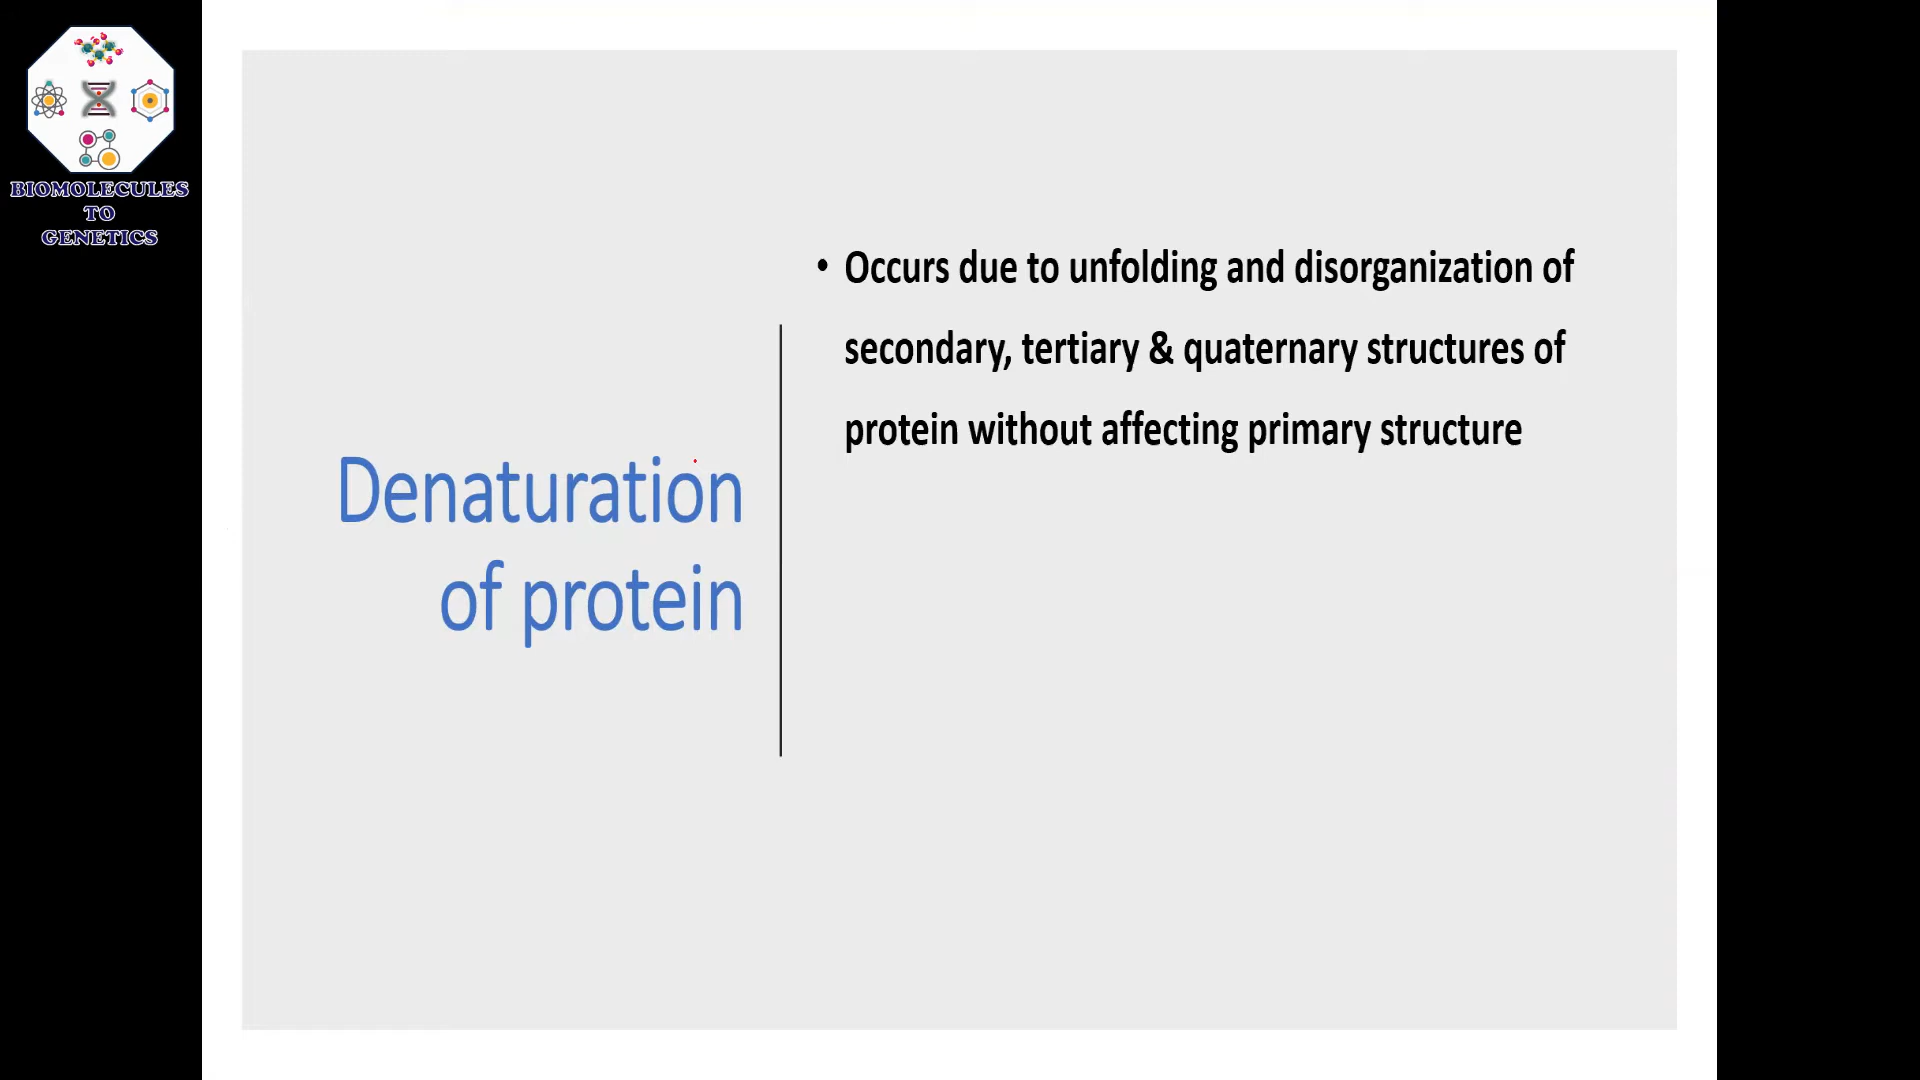 BIOMOLECULES
TO
GENETICS
Denaturation
of protein
• Occurs due to unfolding and disorganization of
secondary, tertiary & quaternary structures of
protein without affecting primary structure